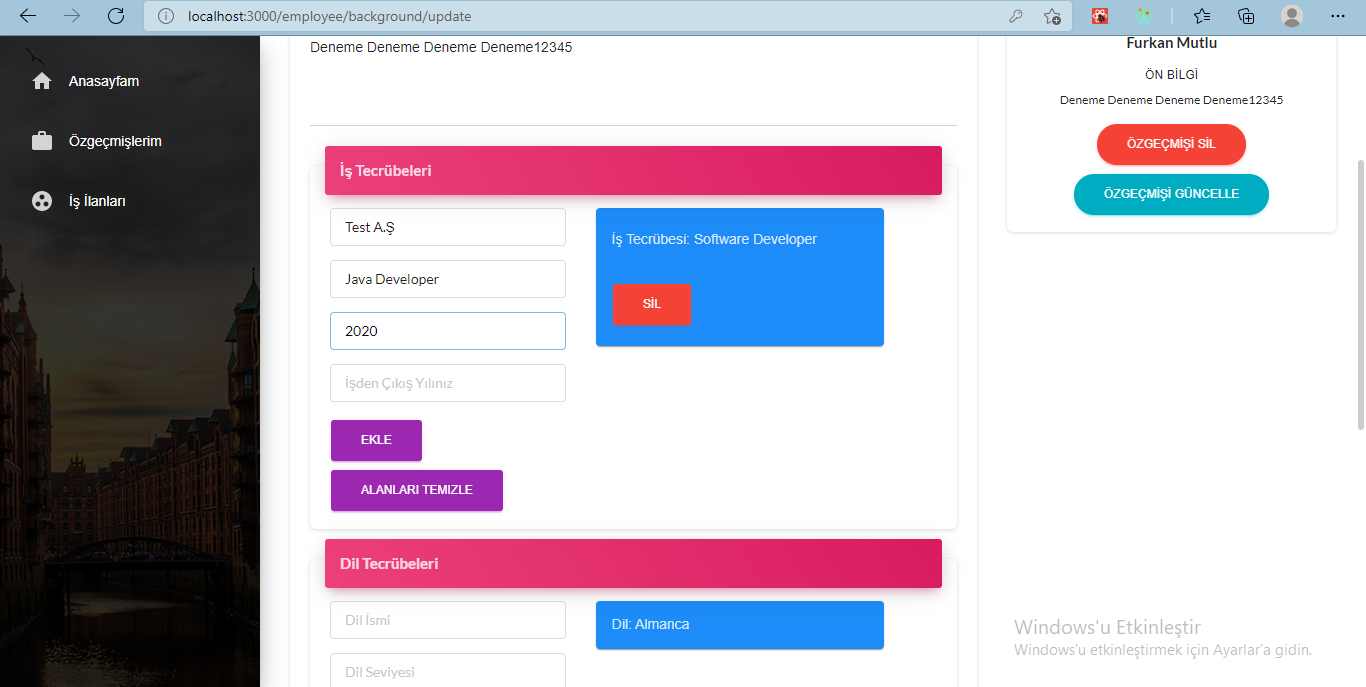 localhost:3000/employee/background/update
Anasayfam
Özgeçmişlerim
İş İlanları
Deneme Deneme Deneme Deneme12345
İş Tecrübeleri
Test A.Ş
Java Developer
2020
İşden Çıkış Yılınız
EKLE
ALANLARI TEMIZLE
İş Tecrübesi: Software Developer
SİL
Dil Tecrübeleri
Dil İsmi
Dil Seviyesi
Dil: Almanca
Furkan Mutlu
ÖN BİLGİ
Deneme Deneme Deneme Deneme12345
ÖZGEÇMİŞİ SİL
ÖZGEÇMİŞİ GÜNCELLE
Windows'u Etkinleştir
Windows'u etkinleştirmek için Ayarlar'a gidin.